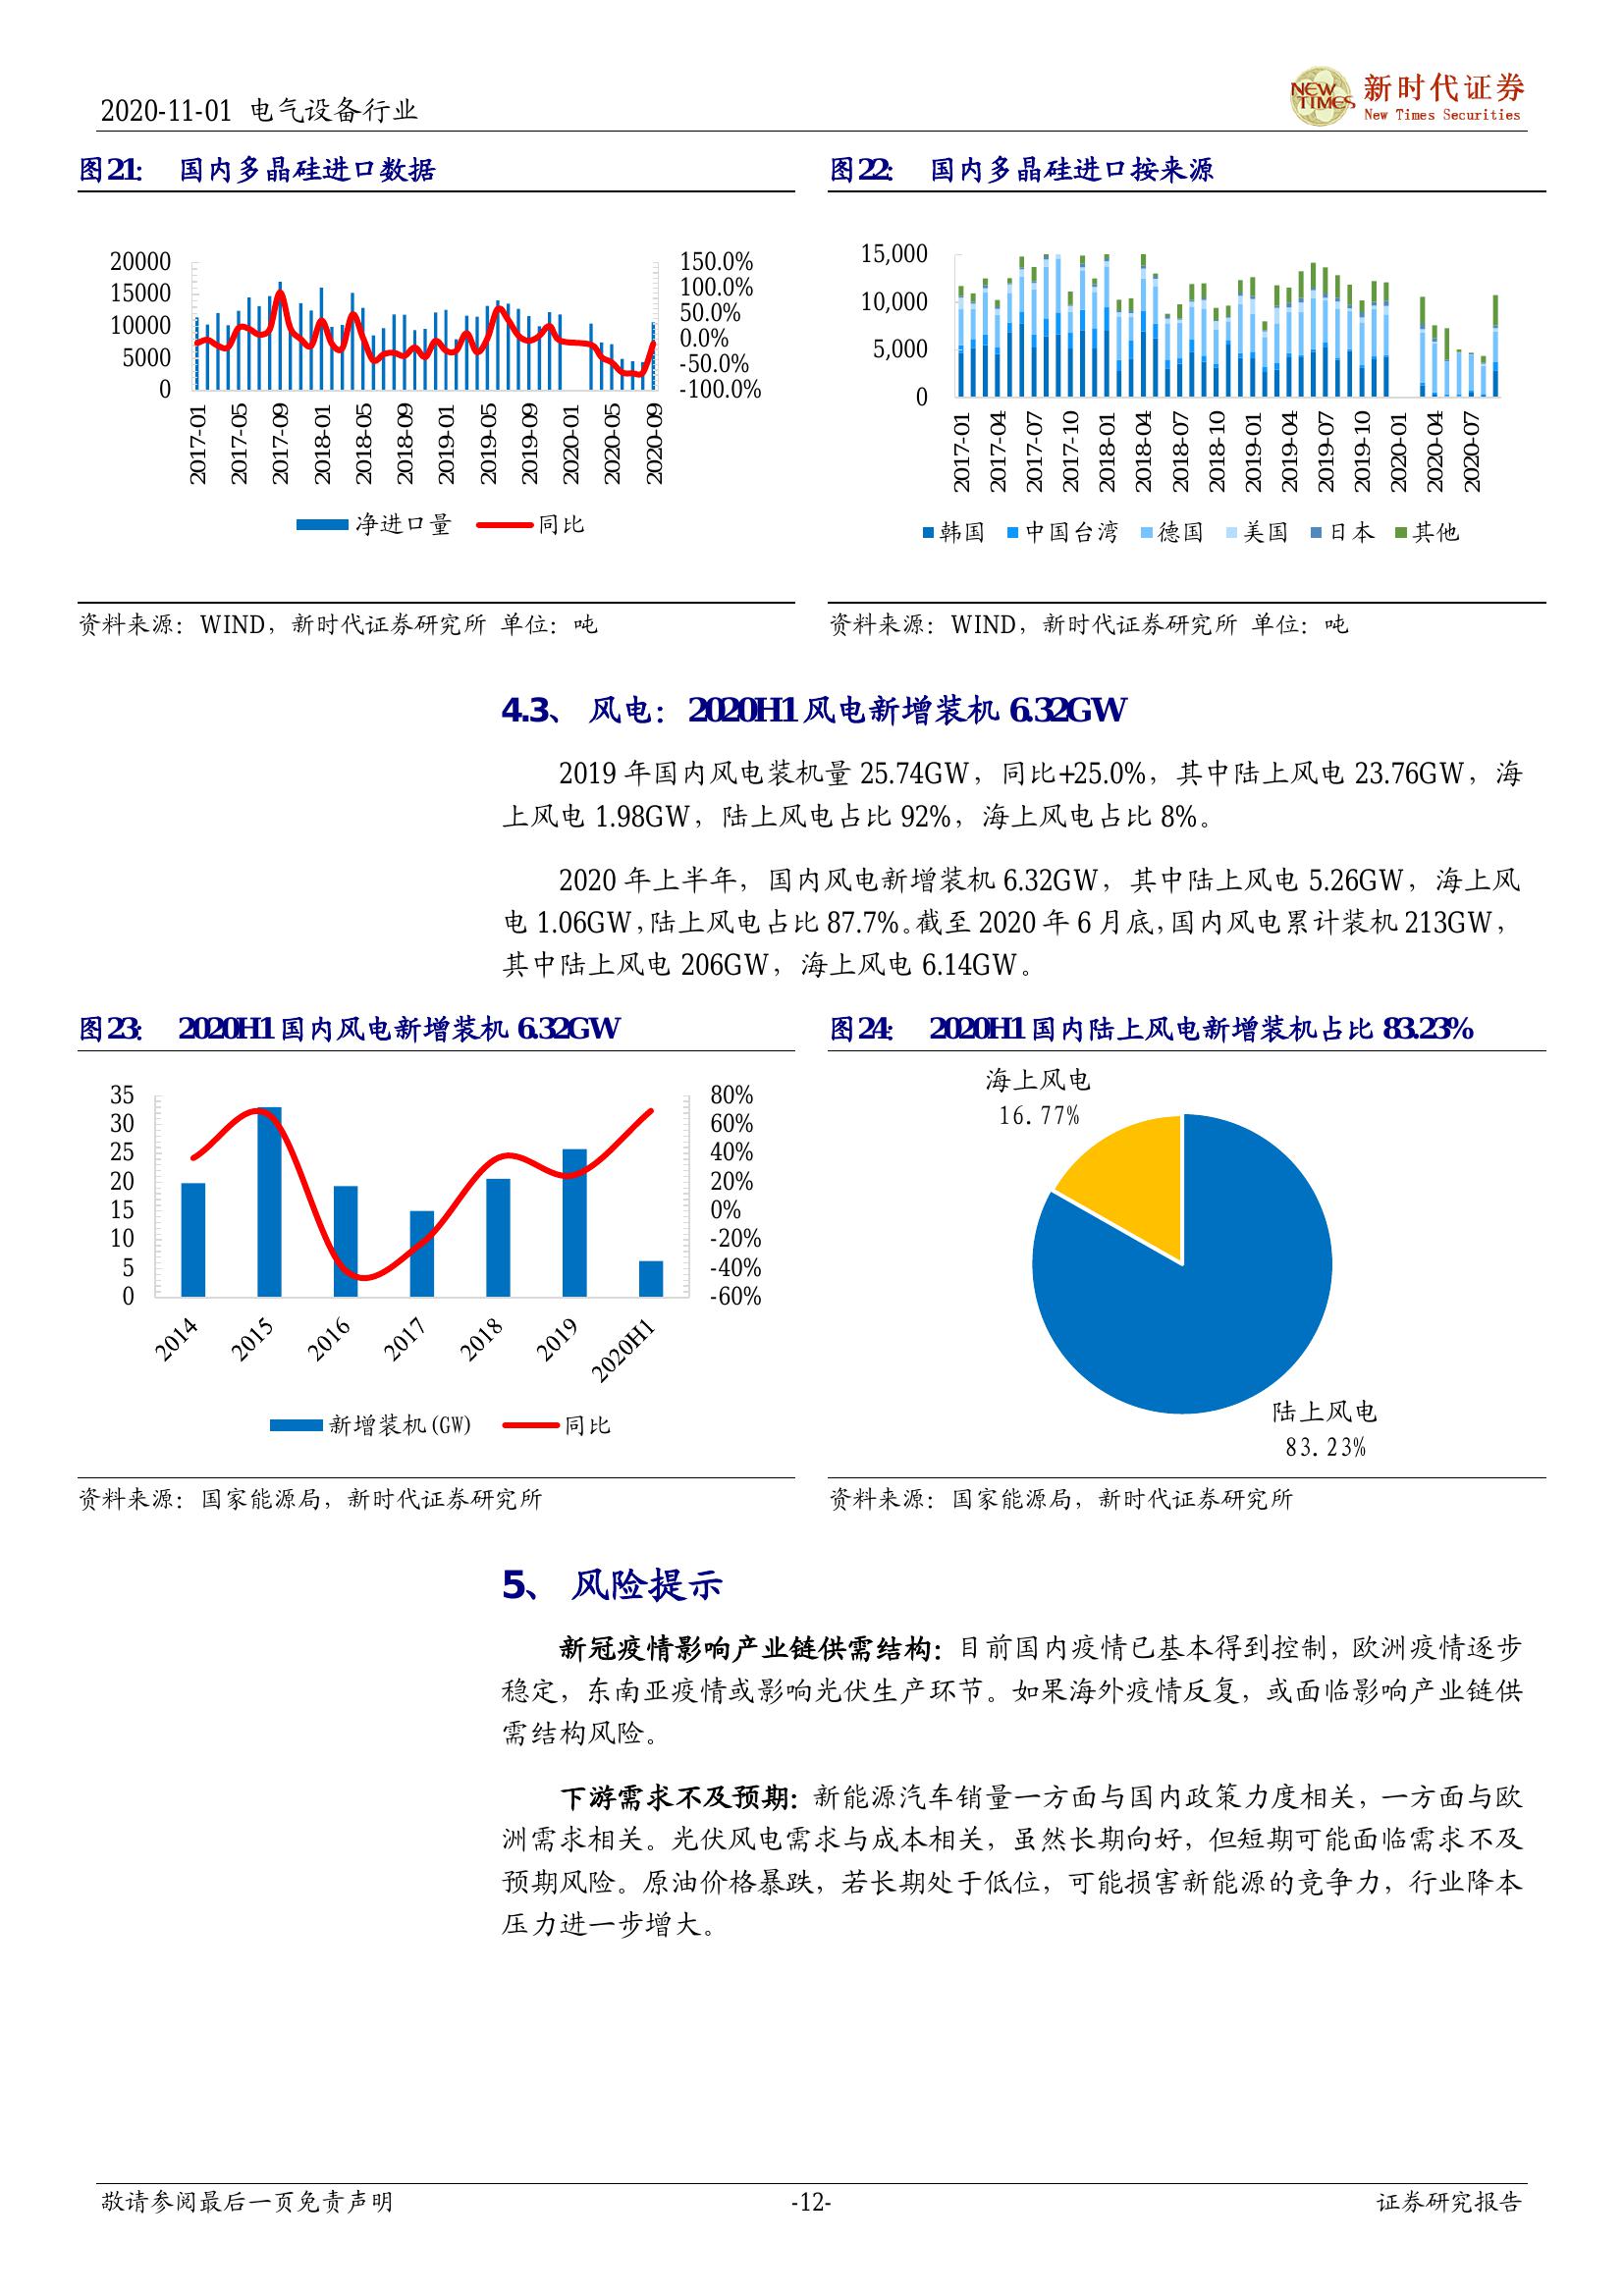 2020-11-01 电气设备行业
NEW TIMES 新时代证券
New Times Securities
图21: 国内多晶硅进口数据
20000
15000
10000
5000
0
150.0%
100.0%
50.0%
0.0%
-50.0%
-100.0%
2017-01
2017-05
2017-09
2018-01
2018-05
2018-09
2019-01
2019-05
2019-09
2020-01
2020-05
2020-09
净进口量 同比
资料来源：WIND，新时代证券研究所 单位：吨
图22: 国内多晶硅进口按来源
15,000
10,000
5,000
0
2017-01
2017-04
2017-07
2017-10
2018-01
2018-04
2018-07
2018-10
2019-01
2019-04
2019-07
2019-10
2020-01
2020-04
2020-07
韩国 中国台湾 德国 美国 日本 其他
资料来源：WIND，新时代证券研究所 单位：吨
4.3、 风电：2020H1风电新增装机 6.32GW
2019 年国内风电装机量 25.74GW，同比+25.0%，其中陆上风电 23.76GW，海
上风电 1.98GW，陆上风电占比 92%，海上风电占比 8%。
2020 年上半年，国内风电新增装机 6.32GW，其中陆上风电 5.26GW，海上风
电 1.06GW，陆上风电占比 87.7%。截至 2020 年 6 月底，国内风电累计装机 213GW，
其中陆上风电 206GW，海上风电 6.14GW。
图23: 2020H1国内风电新增装机 6.32GW
35
30
25
20
15
10
5
0
80%
60%
40%
20%
0%
-20%
-40%
-60%
2014
2015
2016
2017
2018
2019
2020H1
新增装机(GW) 同比
资料来源：国家能源局，新时代证券研究所
图24: 2020H1国内陆上风电新增装机占比 83.23%
海上风电
16.77%
陆上风电
83.23%
资料来源：国家能源局，新时代证券研究所
5、 风险提示
新冠疫情影响产业链供需结构：目前国内疫情已基本得到控制，欧洲疫情逐步
稳定，东南亚疫情或影响光伏生产环节。如果海外疫情反复，或面临影响产业链供
需结构风险。
下游需求不及预期：新能源汽车销量一方面与国内政策力度相关，一方面与欧
洲需求相关。光伏风电需求与成本相关，虽然长期向好，但短期可能面临需求不及
预期风险。原油价格暴跌，若长期处于低位，可能损害新能源的竞争力，行业降本
压力进一步增大。
敬请参阅最后一页免责声明 -12- 证券研究报告